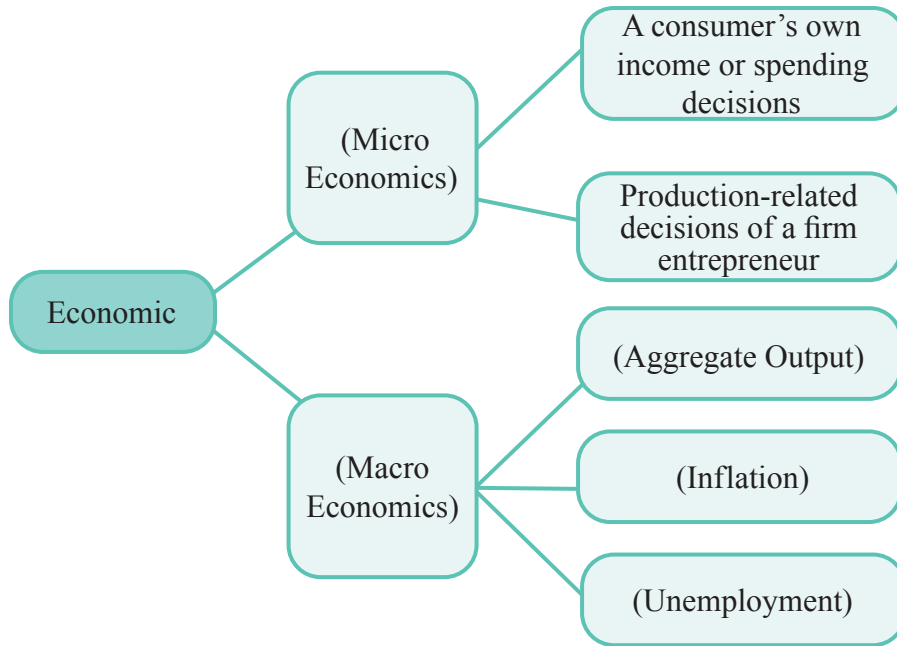 A consumer’s own
income or spending
decisions
(Micro
Economics)
Production-related
decisions of a firm
entrepreneur
Economic
(Aggregate Output)
(Macro
Economics)
(Inflation)
(Unemployment)